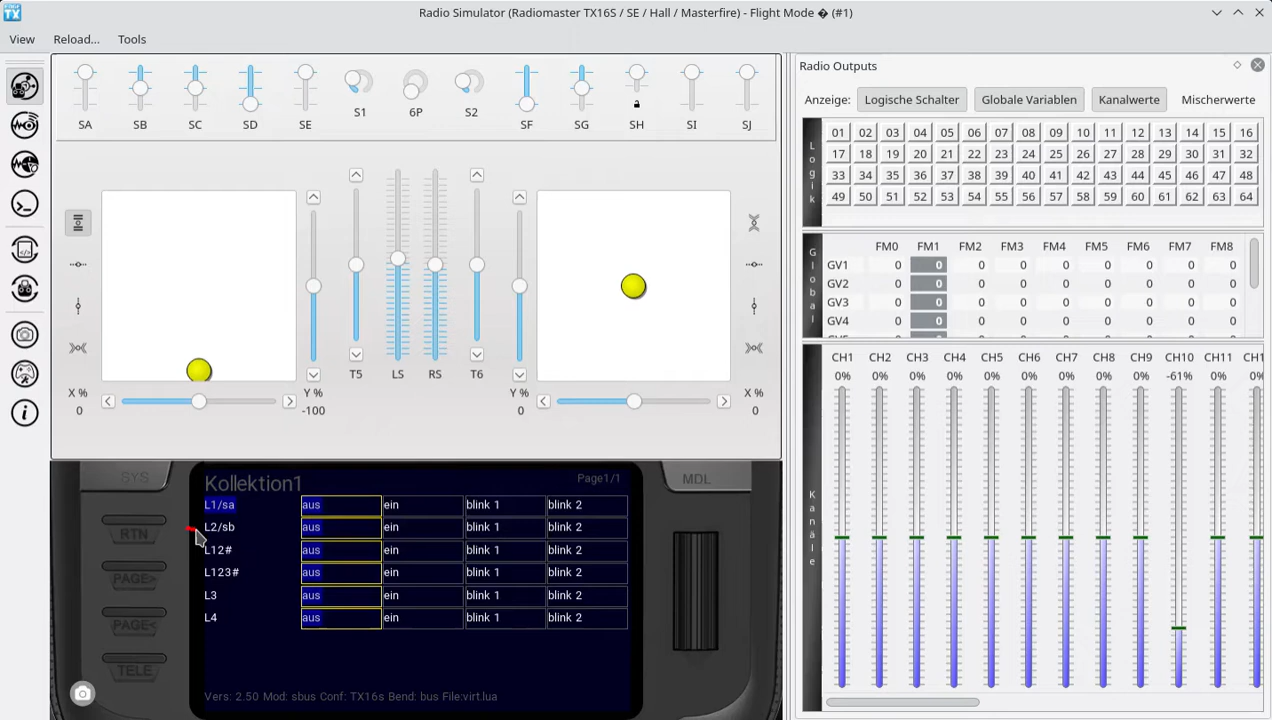 Radio Simulator (Radiomaster TX16S / SE / Hall / Masterfire) - Flight Mode � (#1)
View Reload... Tools
SA SB SC SD SE S1 6P S2 SF SG SH SI SJ
T5 LS RS T6
X % Y % Y % X %
0 -100 0 0
SYS MDL
RTN
PAGE>
PAGE<
TELE
Kollektion1 Page1/1
L1/sa aus ein blink 1 blink 2
L2/sb aus ein blink 1 blink 2
L12# aus ein blink 1 blink 2
L123# aus ein blink 1 blink 2
L3 aus ein blink 1 blink 2
L4 aus ein blink 1 blink 2
Vers: 2.50 Mod: sbus Conf: TX16s Bend: bus File:virt.lua
Radio Outputs
Anzeige: Logische Schalter Globale Variablen Kanalwerte Mischerwerte
Logik
01 02 03 04 05 06 07 08 09 10 11 12 13 14 15 16
17 18 19 20 21 22 23 24 25 26 27 28 29 30 31 32
33 34 35 36 37 38 39 40 41 42 43 44 45 46 47 48
49 50 51 52 53 54 55 56 57 58 59 60 61 62 63 64
Global
FM0 FM1 FM2 FM3 FM4 FM5 FM6 FM7 FM8
GV1 0 0 0 0 0 0 0 0 0
GV2 0 0 0 0 0 0 0 0 0
GV3 0 0 0 0 0 0 0 0 0
GV4 0 0 0 0 0 0 0 0 0
Kanäle
CH1 CH2 CH3 CH4 CH5 CH6 CH7 CH8 CH9 CH10 CH11 CH1
0% 0% 0% 0% 0% 0% 0% 0% 0% -61% 0% 0%